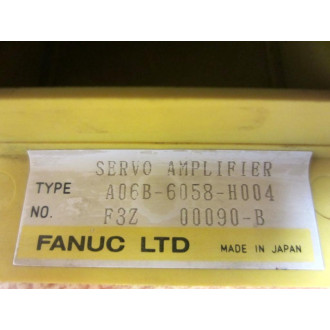 SERVO AMPLIFIER
TYPE A06B-6058-H004
NO. F3Z 00090-B
FANUC LTD MADE IN JAPAN